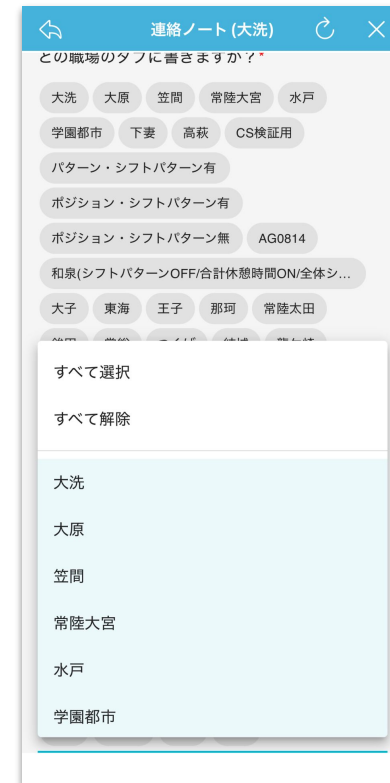 連絡ノート (大洗)
どの職場のタブに書きますか？*
大洗 大原 笠間 常陸大宮 水戸
学園都市 下妻 高萩 CS検証用
パターン・シフトパターン有
ポジション・シフトパターン有
ポジション・シフトパターン無 AG0814
和泉(シフトパターンOFF/合計休憩時間ON/全体シ...
大子 東海 王子 那珂 常陸太田
すべて選択
すべて解除
大洗
大原
笠間
常陸大宮
水戸
学園都市